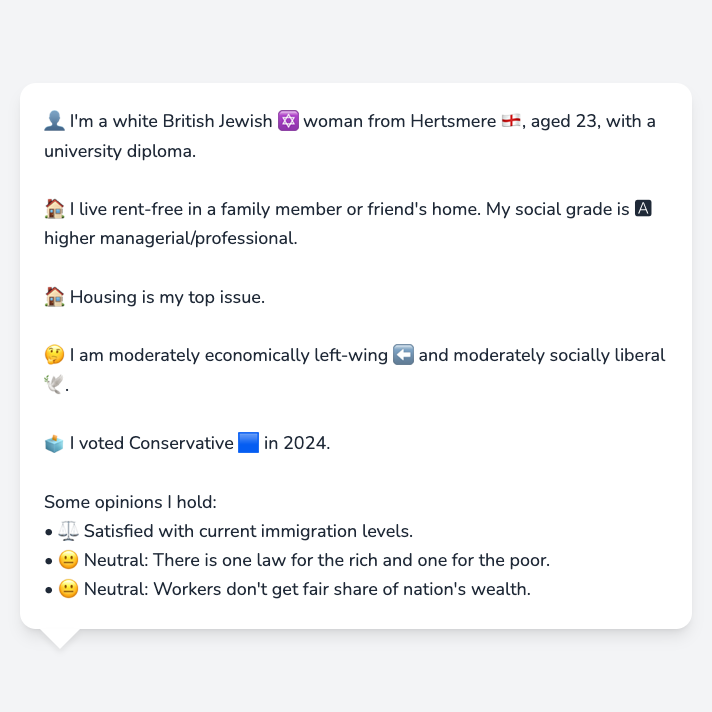 👤 I'm a white British Jewish ✡️ woman from Hertsmere 🏴󠁧󠁢󠁥󠁮󠁧󠁿, aged 23, with a
university diploma.
🏠 I live rent-free in a family member or friend's home. My social grade is 🅰
higher managerial/professional.
🏠 Housing is my top issue.
🤔 I am moderately economically left-wing ⬅️ and moderately socially liberal
🕊️.
🗳️ I voted Conservative 🟦 in 2024.
Some opinions I hold:
• ⚖️ Satisfied with current immigration levels.
• 😐 Neutral: There is one law for the rich and one for the poor.
• 😐 Neutral: Workers don't get fair share of nation's wealth.